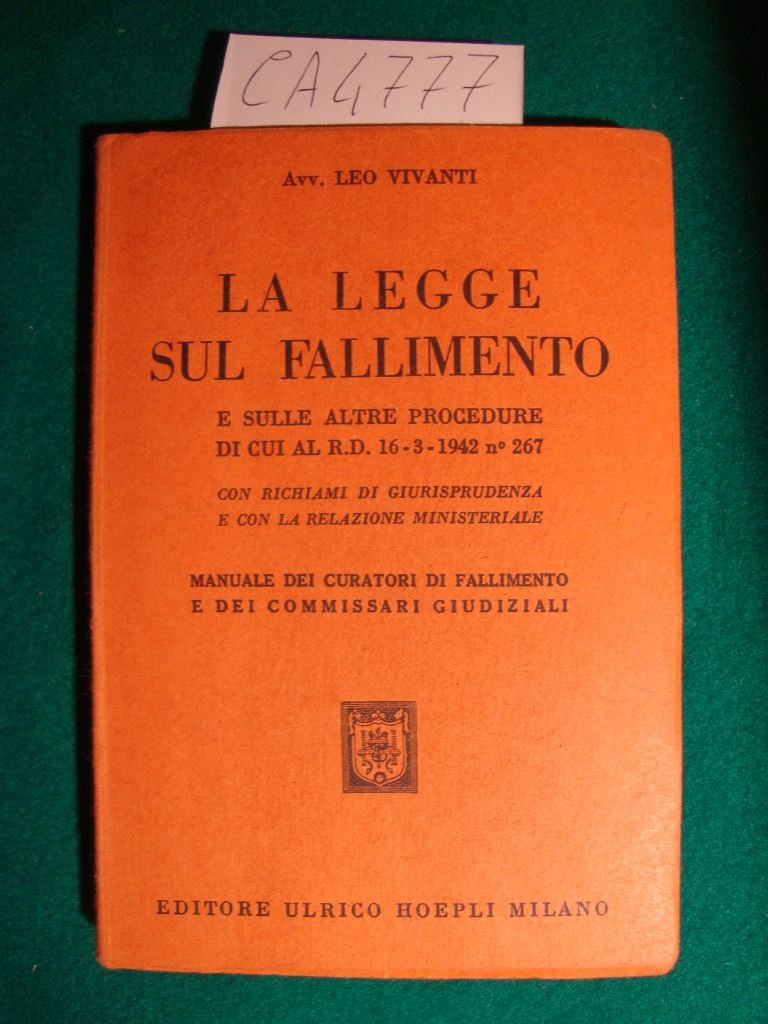 CA4777
Avv. LEO VIVANTI
LA LEGGE
SUL FALLIMENTO
E SULLE ALTRE PROCEDURE
DI CUI AL R.D. 16-3-1942 nº 267
CON RICHIAMI DI GIURISPRUDENZA
E CON LA RELAZIONE MINISTERIALE
MANUALE DEI CURATORI DI FALLIMENTO
E DEI COMMISSARI GIUDIZIALI
EDITORE ULRICO HOEPLI MILANO